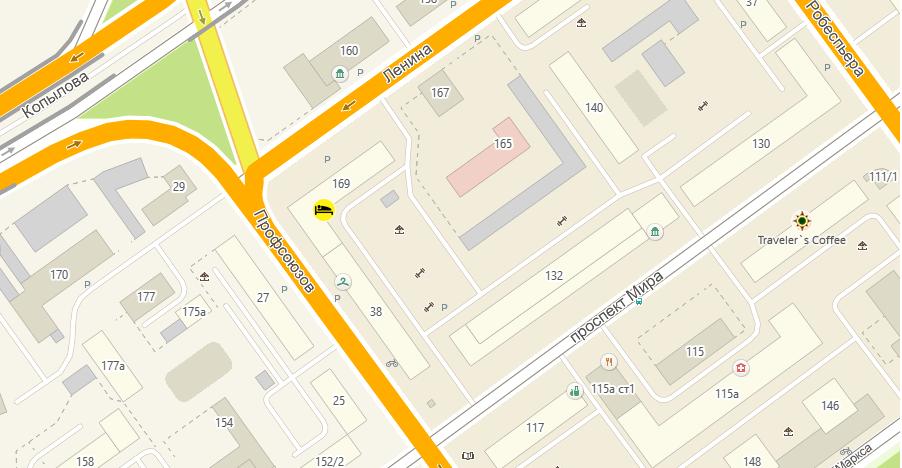 37
Робеспьера
156
160
P
Ленина
P
P
Копылова
167
140
130
165
P
29
169
111/1
Traveler`s Coffee
Профсоюзов
170
P
177
175а
27
P
P
38
P
132
проспект Мира
115
177а
25
115а ст1
115а
154
146
117
158
152/2
148
Маркса